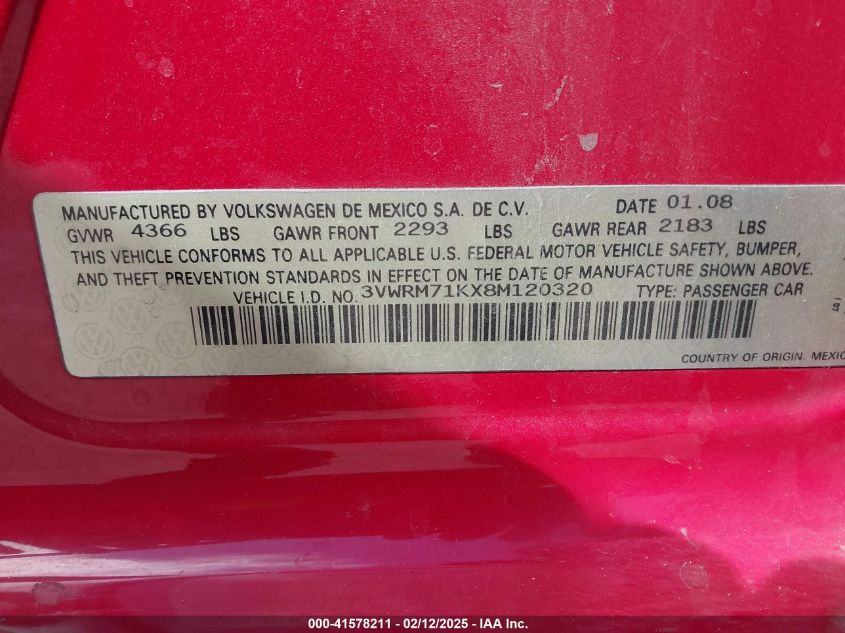 MANUFACTURED BY VOLKSWAGEN DE MEXICO S.A. DE C.V. DATE 01.08
GVWR 4366 LBS GAWR FRONT 2293 LBS GAWR REAR 2183 LBS
THIS VEHICLE CONFORMS TO ALL APPLICABLE U.S. FEDERAL MOTOR VEHICLE SAFETY, BUMPER,
AND THEFT PREVENTION STANDARDS IN EFFECT ON THE DATE OF MANUFACTURE SHOWN ABOVE.
VEHICLE I.D. NO. 3VWRM71KX8M120320 TYPE: PASSENGER CAR
COUNTRY OF ORIGIN. MEXICO
000-41578211 - 02/12/2025 - IAA Inc.